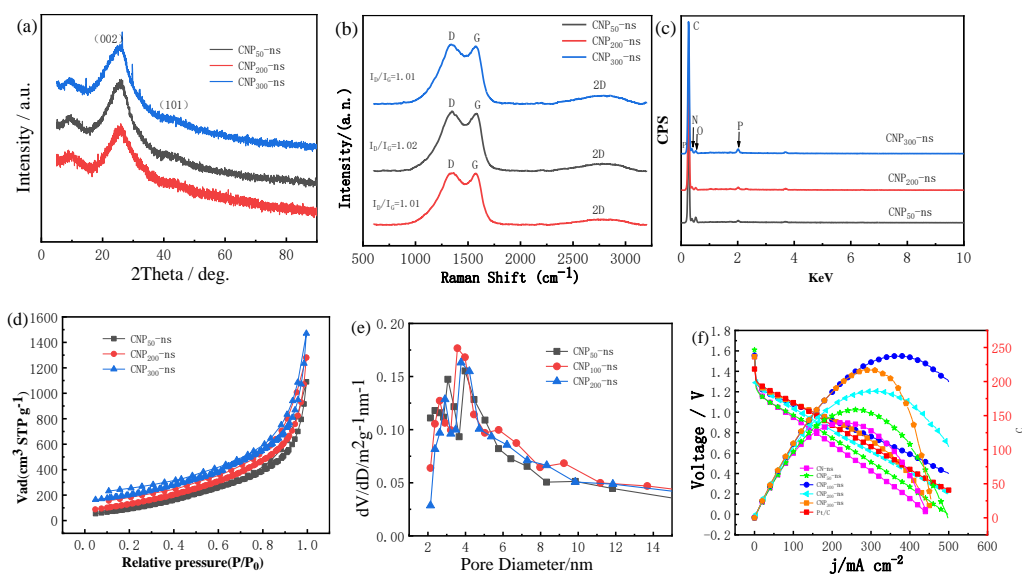 (a)
(002)
(101)
CNP50-ns
CNP200-ns
CNP300-ns
Intensity / a.u.
0 20 40 60 80
2Theta / deg.
(b)
D G
CNP50-ns
CNP200-ns
CNP300-ns
ID/IG=1.01
2D
D G
ID/IG=1.02
2D
D G
ID/IG=1.01
2D
Intensity/(a.n.)
500 1000 1500 2000 2500 3000
Raman Shift (cm-1)
(c)
C
N
O
P
CNP300-ns
CNP200-ns
CNP50-ns
CPS
0 2 4 6 8 10
KeV
(d)
1600
1400
1200
1000
800
600
400
200
0
CNP50-ns
CNP200-ns
CNP300-ns
Vad(cm3 STP g-1)
0.0 0.2 0.4 0.6 0.8 1.0
Relative pressure(P/P0)
(e)
0.20
0.15
0.10
0.05
0.00
CNP50-ns
CNP100-ns
CNP200-ns
dV/dD/m2g-1 nm-1
2 4 6 8 10 12 14
Pore Diameter/nm
(f)
1.8
1.6
1.4
1.2
1.0
0.8
0.6
0.4
0.2
0.0
-0.2
Voltage / V
250
200
150
100
50
0
C
CN-ns
CNP50-ns
CNP100-ns
CNP200-ns
Pt/C
0 100 200 300 400 500 600
j/mA cm-2